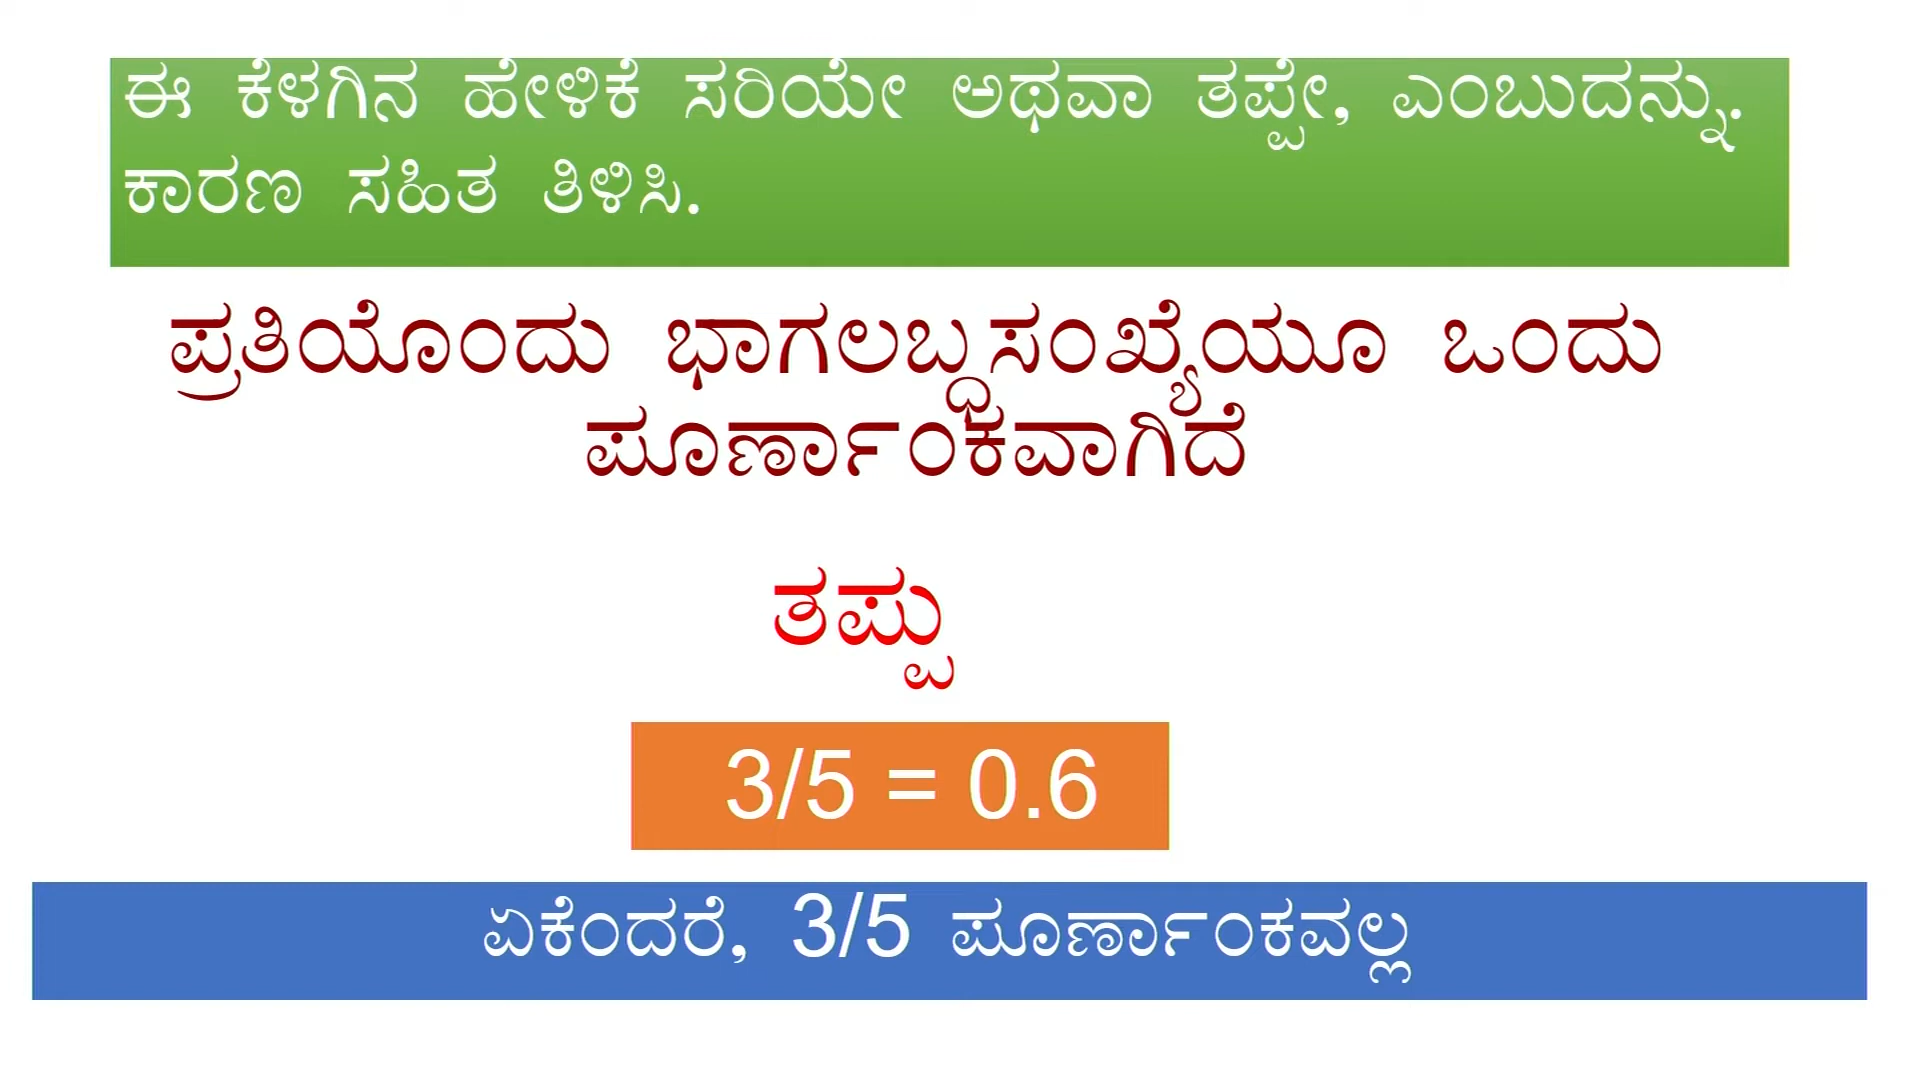 ಈ ಕೆಳಗಿನ ಹೇಳಿಕೆ ಸರಿಯೇ ಅಥವಾ ತಪ್ಪೇ, ಎಂಬುದನ್ನು.
ಕಾರಣ ಸಹಿತ ತಿಳಿಸಿ.
ಪ್ರತಿಯೊಂದು ಭಾಗಲಬ್ಧಸಂಖ್ಯೆಯೂ ಒಂದು
ಪೂರ್ಣಾಂಕವಾಗಿದೆ
ತಪ್ಪು
3/5 = 0.6
ಏಕೆಂದರೆ, 3/5 ಪೂರ್ಣಾಂಕವಲ್ಲ